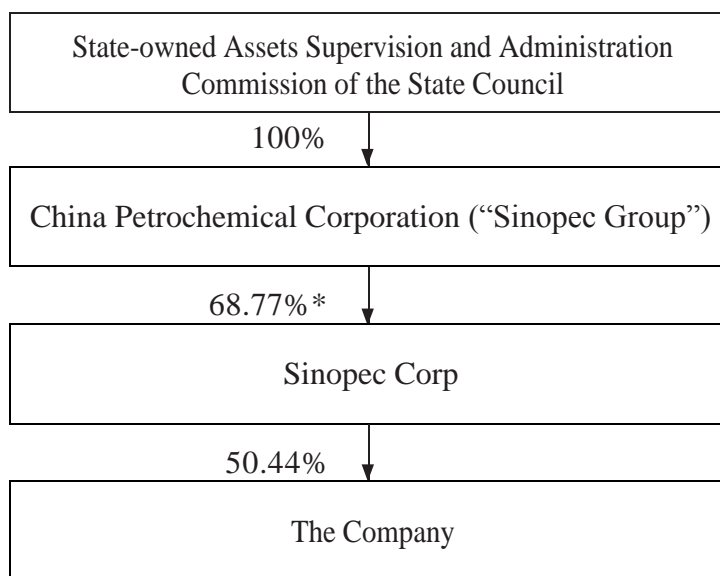 State-owned Assets Supervision and Administration
Commission of the State Council
100%
China Petrochemical Corporation (“Sinopec Group”)
68.77%*
Sinopec Corp
50.44%
The Company